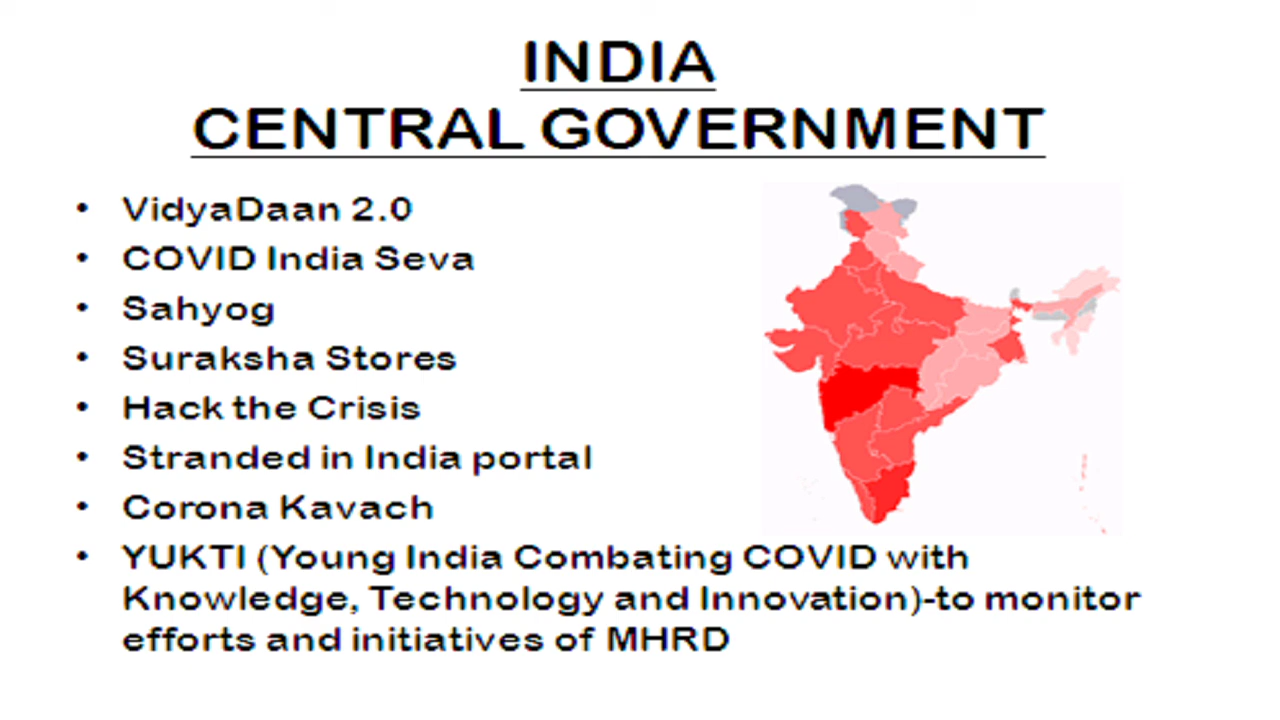 INDIA
CENTRAL GOVERNMENT
• VidyaDaan 2.0
• COVID India Seva
• Sahyog
• Suraksha Stores
• Hack the Crisis
• Stranded in India portal
• Corona Kavach
• YUKTI (Young India Combating COVID with
Knowledge, Technology and Innovation)-to monitor
efforts and initiatives of MHRD